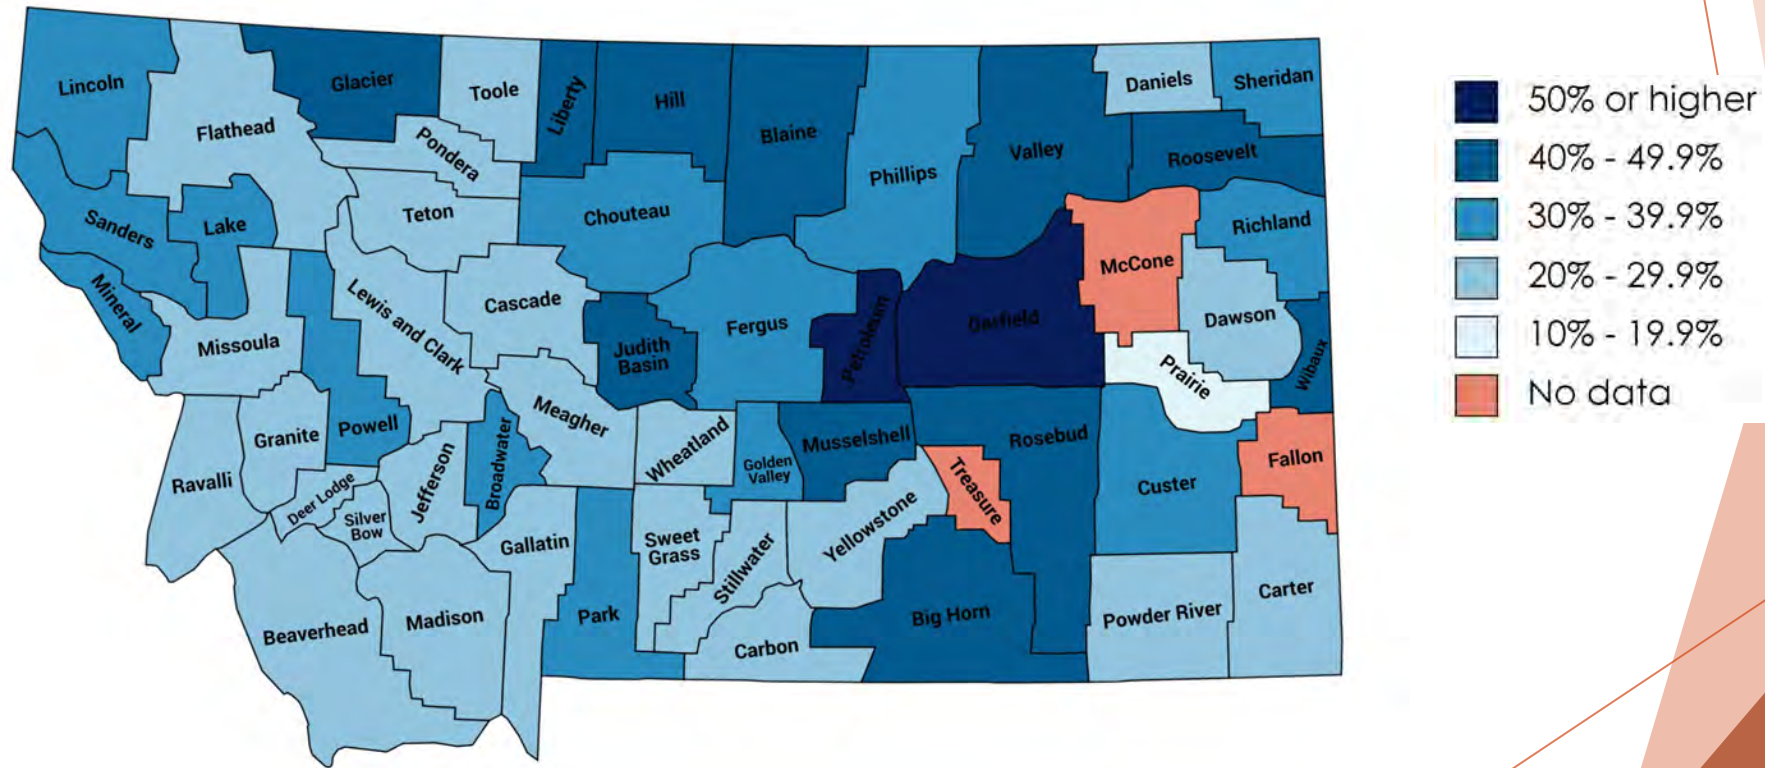 Lincoln
Flathead
Glacier
Toole
Pondera
Liberty
Hill
Blaine
Phillips
Valley
Daniels
Sheridan
Roosevelt
Richland
McCone
Dawson
Wibaux
Prairie
Fallon
Sanders
Lake
Teton
Chouteau
Mineral
Missoula
Lewis and Clark
Cascade
Judith
Basin
Fergus
Petroleum
Garfield
Ravalli
Granite
Powell
Deer Lodge
Silver
Bow
Jefferson
Broadwater
Meagher
Wheatland
Golden
Valley
Musselshell
Rosebud
Treasure
Custer
Beaverhead
Madison
Gallatin
Park
Sweet
Grass
Stillwater
Carbon
Yellowstone
Big Horn
Powder River
Carter
50% or higher
40% - 49.9%
30% - 39.9%
20% - 29.9%
10% - 19.9%
No data